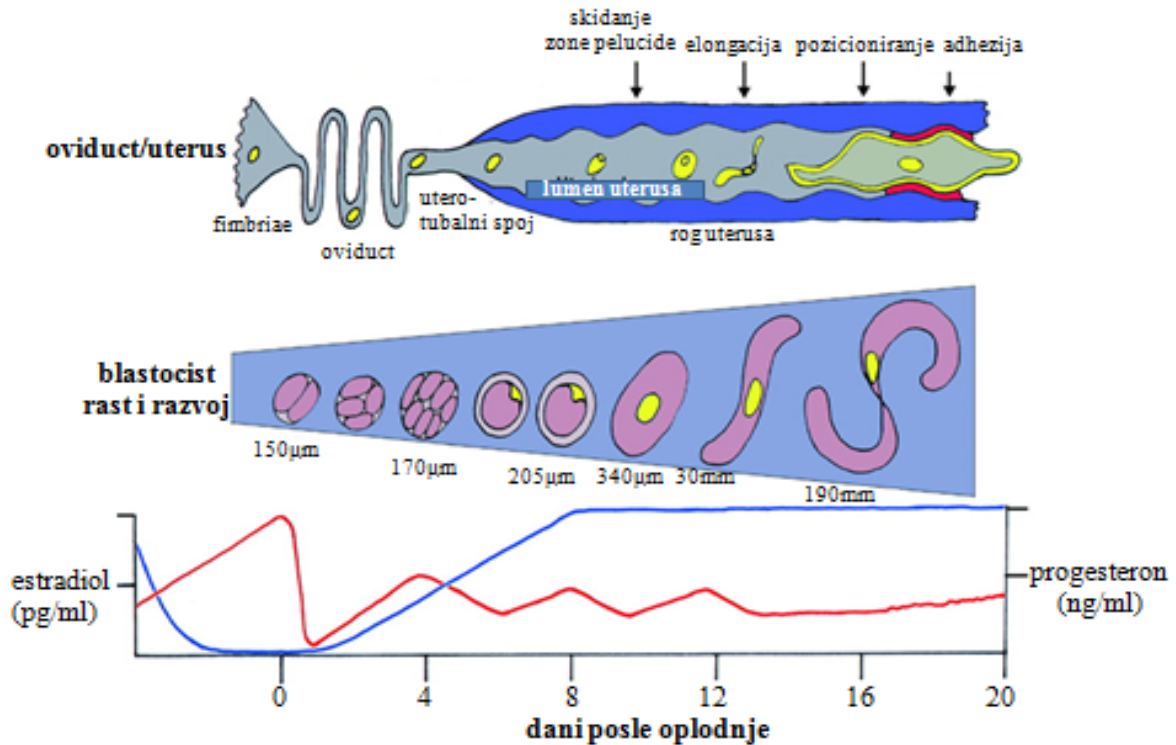 skidanje
zone pelucide
elongacija
pozicioniranje
adhezija
oviduct/uterus
lumen uterusa
fimbriae
oviduct
utero-
tubalni spoj
rog uterusa
blastocist
rast i razvoj
150μm
170μm
205μm
340μm
30mm
190mm
estradiol
(pg/ml)
progesteron
(ng/ml)
0
4
8
12
16
20
dani posle oplodnje